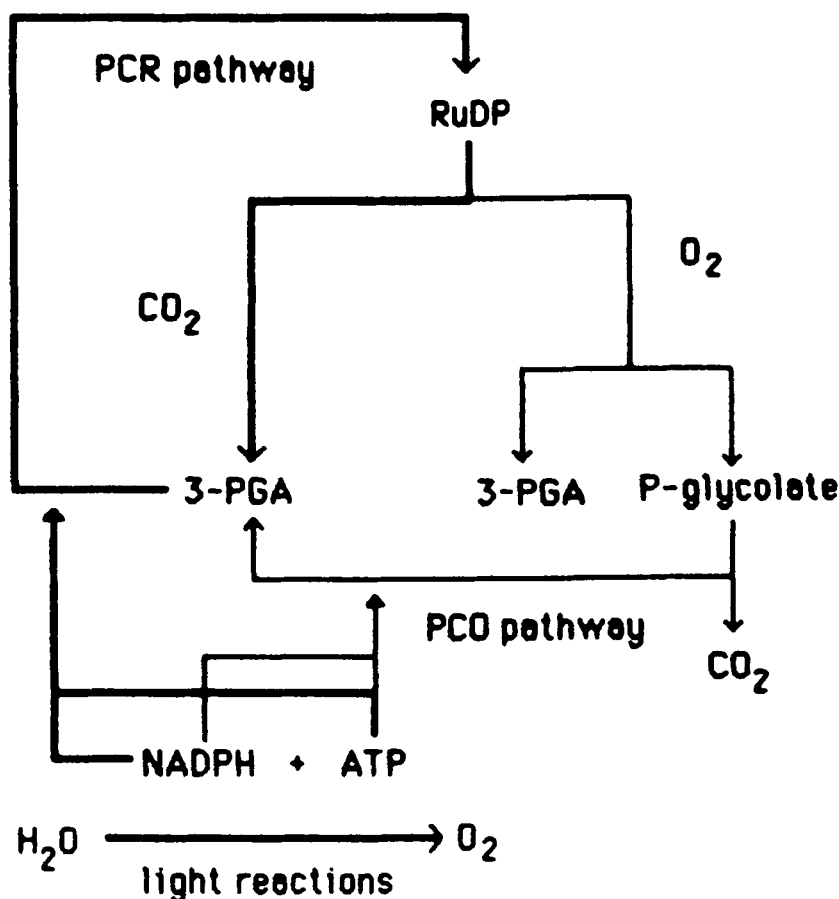 PCR pathway
RuDP
O₂
CO₂
3-PGA 3-PGA P-glycolate
PCO pathway
CO₂
NADPH + ATP
H₂O O₂
light reactions